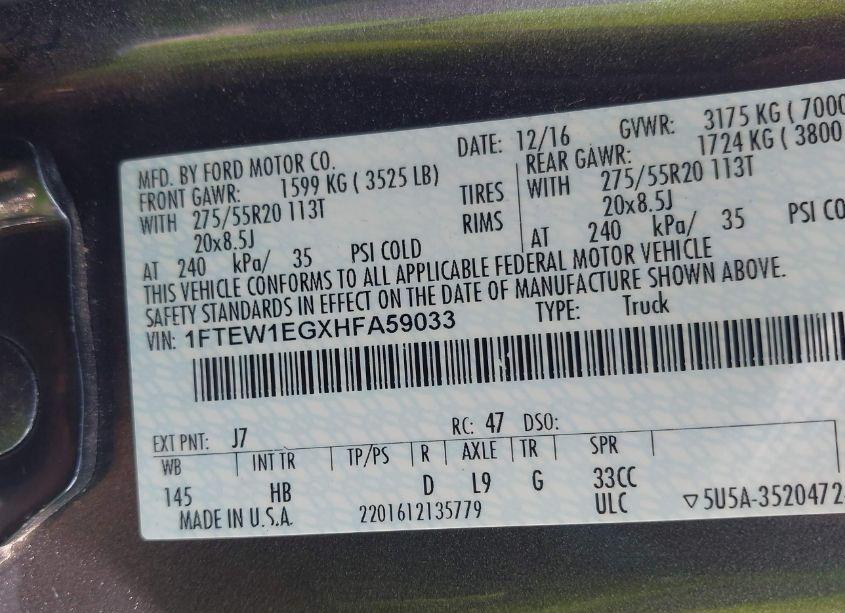 MFD. BY FORD MOTOR CO. DATE: 12/16 GVWR: 3175 KG ( 7000
FRONT GAWR: 1599 KG ( 3525 LB) REAR GAWR: 1724 KG ( 3800
WITH 275/55R20 113T TIRES WITH 275/55R20 113T
20x8.5J RIMS 20x8.5J
AT 240 kPa/ 35 PSI COLD AT 240 kPa/ 35 PSI CO
THIS VEHICLE CONFORMS TO ALL APPLICABLE FEDERAL MOTOR VEHICLE
SAFETY STANDARDS IN EFFECT ON THE DATE OF MANUFACTURE SHOWN ABOVE.
VIN: 1FTEW1EGXHFA59033 TYPE: Truck
EXT PNT: J7 RC: 47 DSO:
WB INT TR TP/PS R AXLE TR SPR
145 HB D L9 G 33CC
MADE IN U.S.A. 2201612135779 ULC ▽5U5A-3520472-